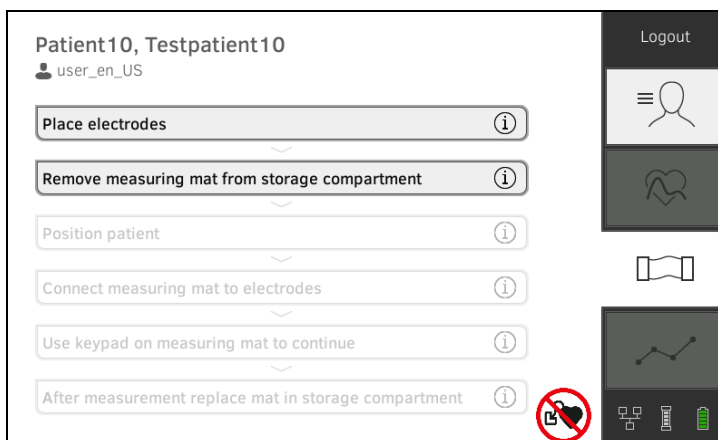 Patient10, Testpatient10
user_en_US
Logout
Place electrodes
Remove measuring mat from storage compartment
Position patient
Connect measuring mat to electrodes
Use keypad on measuring mat to continue
After measurement replace mat in storage compartment